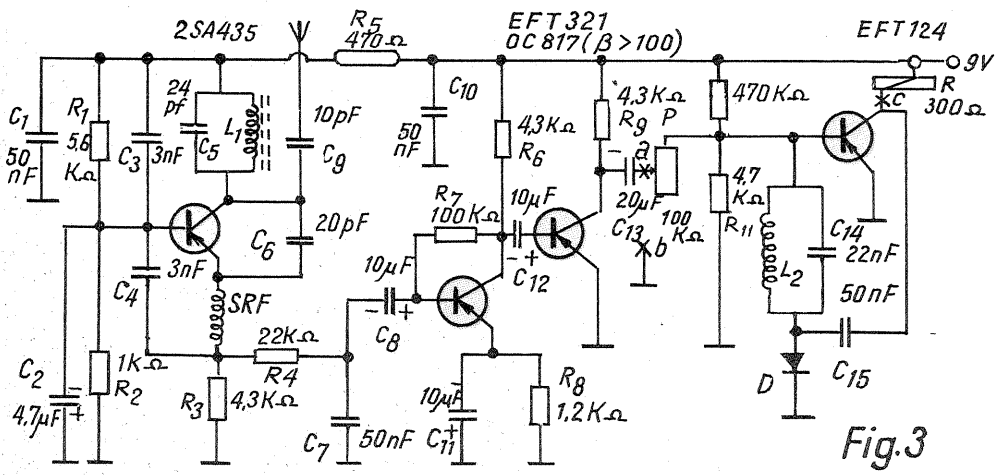 2SA435
R5
470Ω
EFT321
OC817(β>100)
EFT124
9V
C1
50
nF
R1
5,6
KΩ
C3
3nF
24
pf
C5
L1
10pF
C9
C10
50
nF
4,3KΩ
R6
4,3KΩ
R9
P
a
470KΩ
c
R
300Ω
C6
20pF
3nF
C4
SRF
R7
100KΩ
10μF
C8
- +
10μF
- +
C12
-
20μF
C13
100
KΩ
b
4,7
KΩ
R11
L2
C14
22nF
50nF
C15
D
C2
4,7μF
-
+
1KΩ
R2
R3
4,3KΩ
22KΩ
R4
C7
50nF
10μF
-
C11
+
R8
1,2KΩ
Fig.3